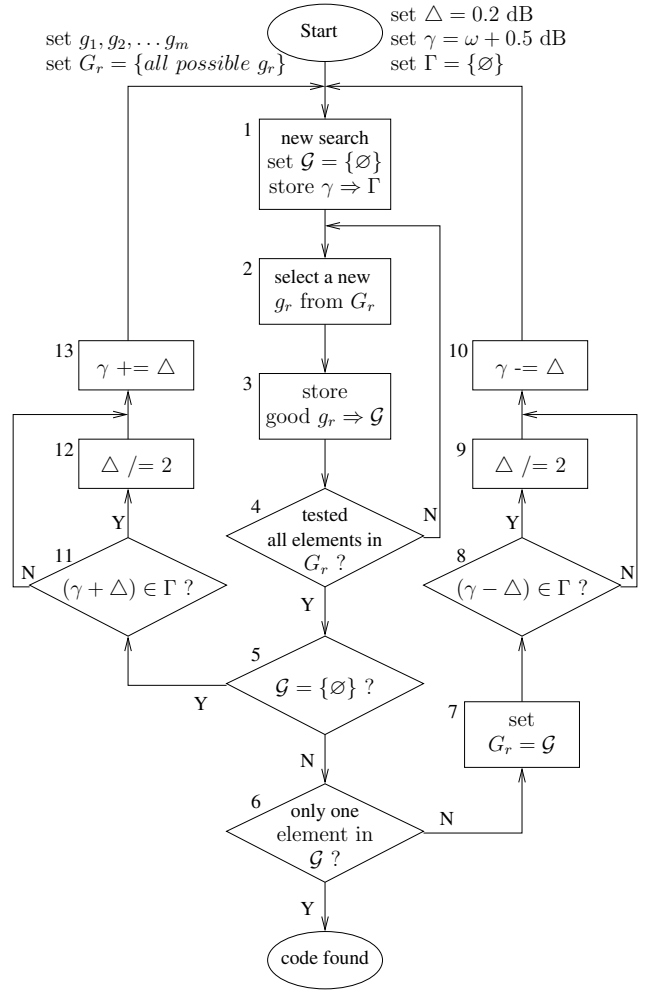 Start
set g₁, g₂, … gₘ
set Gᵣ = {all possible gᵣ}
set △ = 0.2 dB
set γ = ω + 0.5 dB
set Γ = {∅}
1
new search
set 𝒢 = {∅}
store γ ⇒ Γ
2
select a new
gᵣ from Gᵣ
3
store
good gᵣ ⇒ 𝒢
4
tested
all elements in
Gᵣ ?
N
Y
5
𝒢 = {∅} ?
Y
N
6
only one
element in
𝒢 ?
N
Y
code found
7
set
Gᵣ = 𝒢
8
(γ − △) ∈ Γ ?
N
Y
9
△ /= 2
10
γ -= △
11
(γ + △) ∈ Γ ?
N
Y
12
△ /= 2
13
γ += △